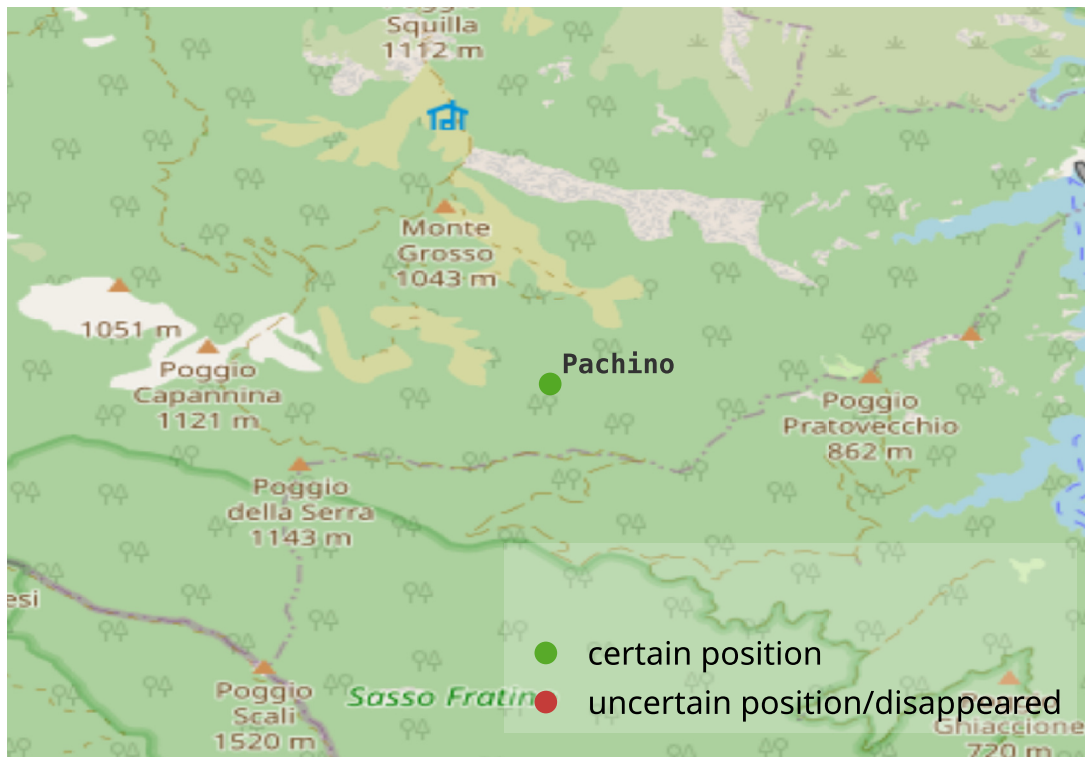 Squilla
1112 m
Monte
Grosso
1043 m
1051 m
Poggio
Capannina
1121 m
Pachino
Poggio
Pratovecchio
862 m
Poggio
della Serra
1143 m
esi
certain position
Poggio
Scali
1520 m
Sasso Fratin
uncertain position/disappeared
Ghiaccione
720 m